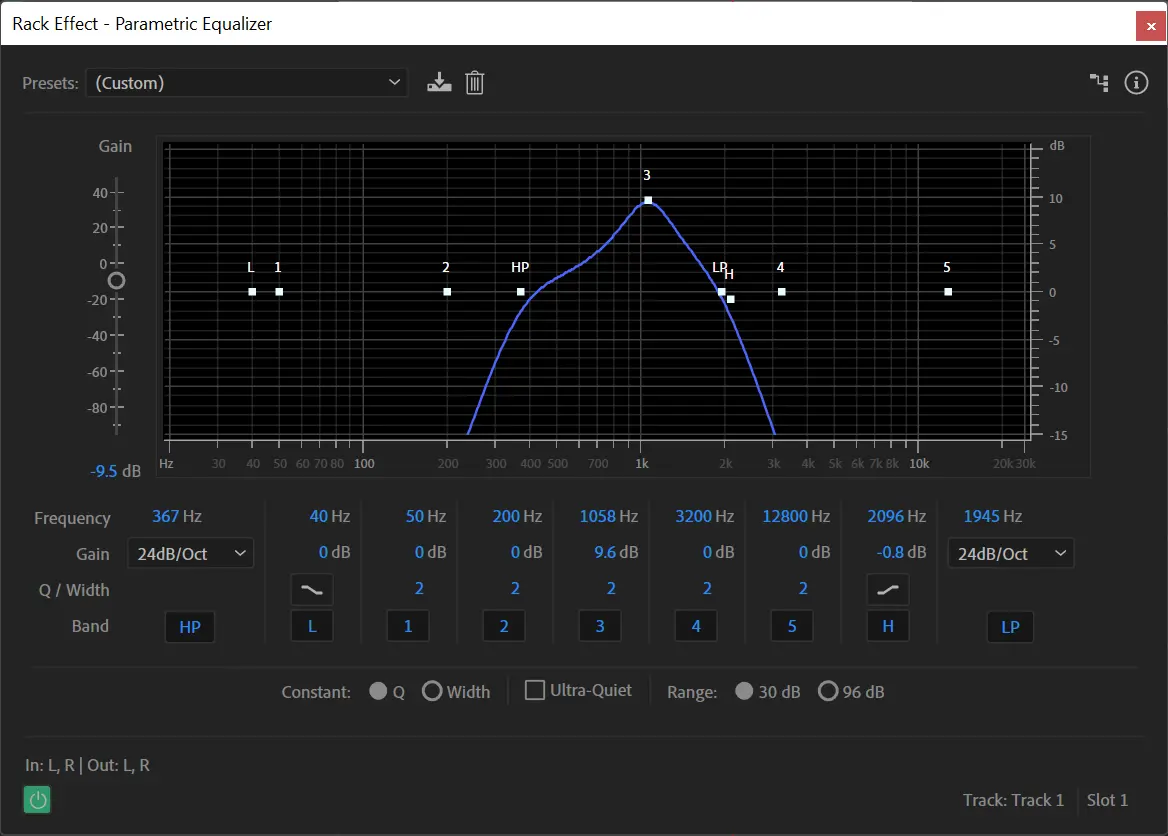 Rack Effect - Parametric Equalizer
Presets: (Custom)
Gain
dB
3
40
10
20
5
L 1 2 HP LP H 4 5
0
0
-20
-5
-40
-10
-60
-80
-15
Hz 30 40 50 60 70 80 100 200 300 400 500 700 1k 2k 3k 4k 5k 6k 7k 8k 10k 20k 30k
-9.5 dB
Frequency 367 Hz 40 Hz 50 Hz 200 Hz 1058 Hz 3200 Hz 12800 Hz 2096 Hz 1945 Hz
Gain 24dB/Oct 0 dB 0 dB 0 dB 9.6 dB 0 dB 0 dB -0.8 dB 24dB/Oct
Q / Width 2 2 2 2 2
Band HP L 1 2 3 4 5 H LP
Constant: Q Width Ultra-Quiet Range: 30 dB 96 dB
In: L, R | Out: L, R
Track: Track 1 Slot 1